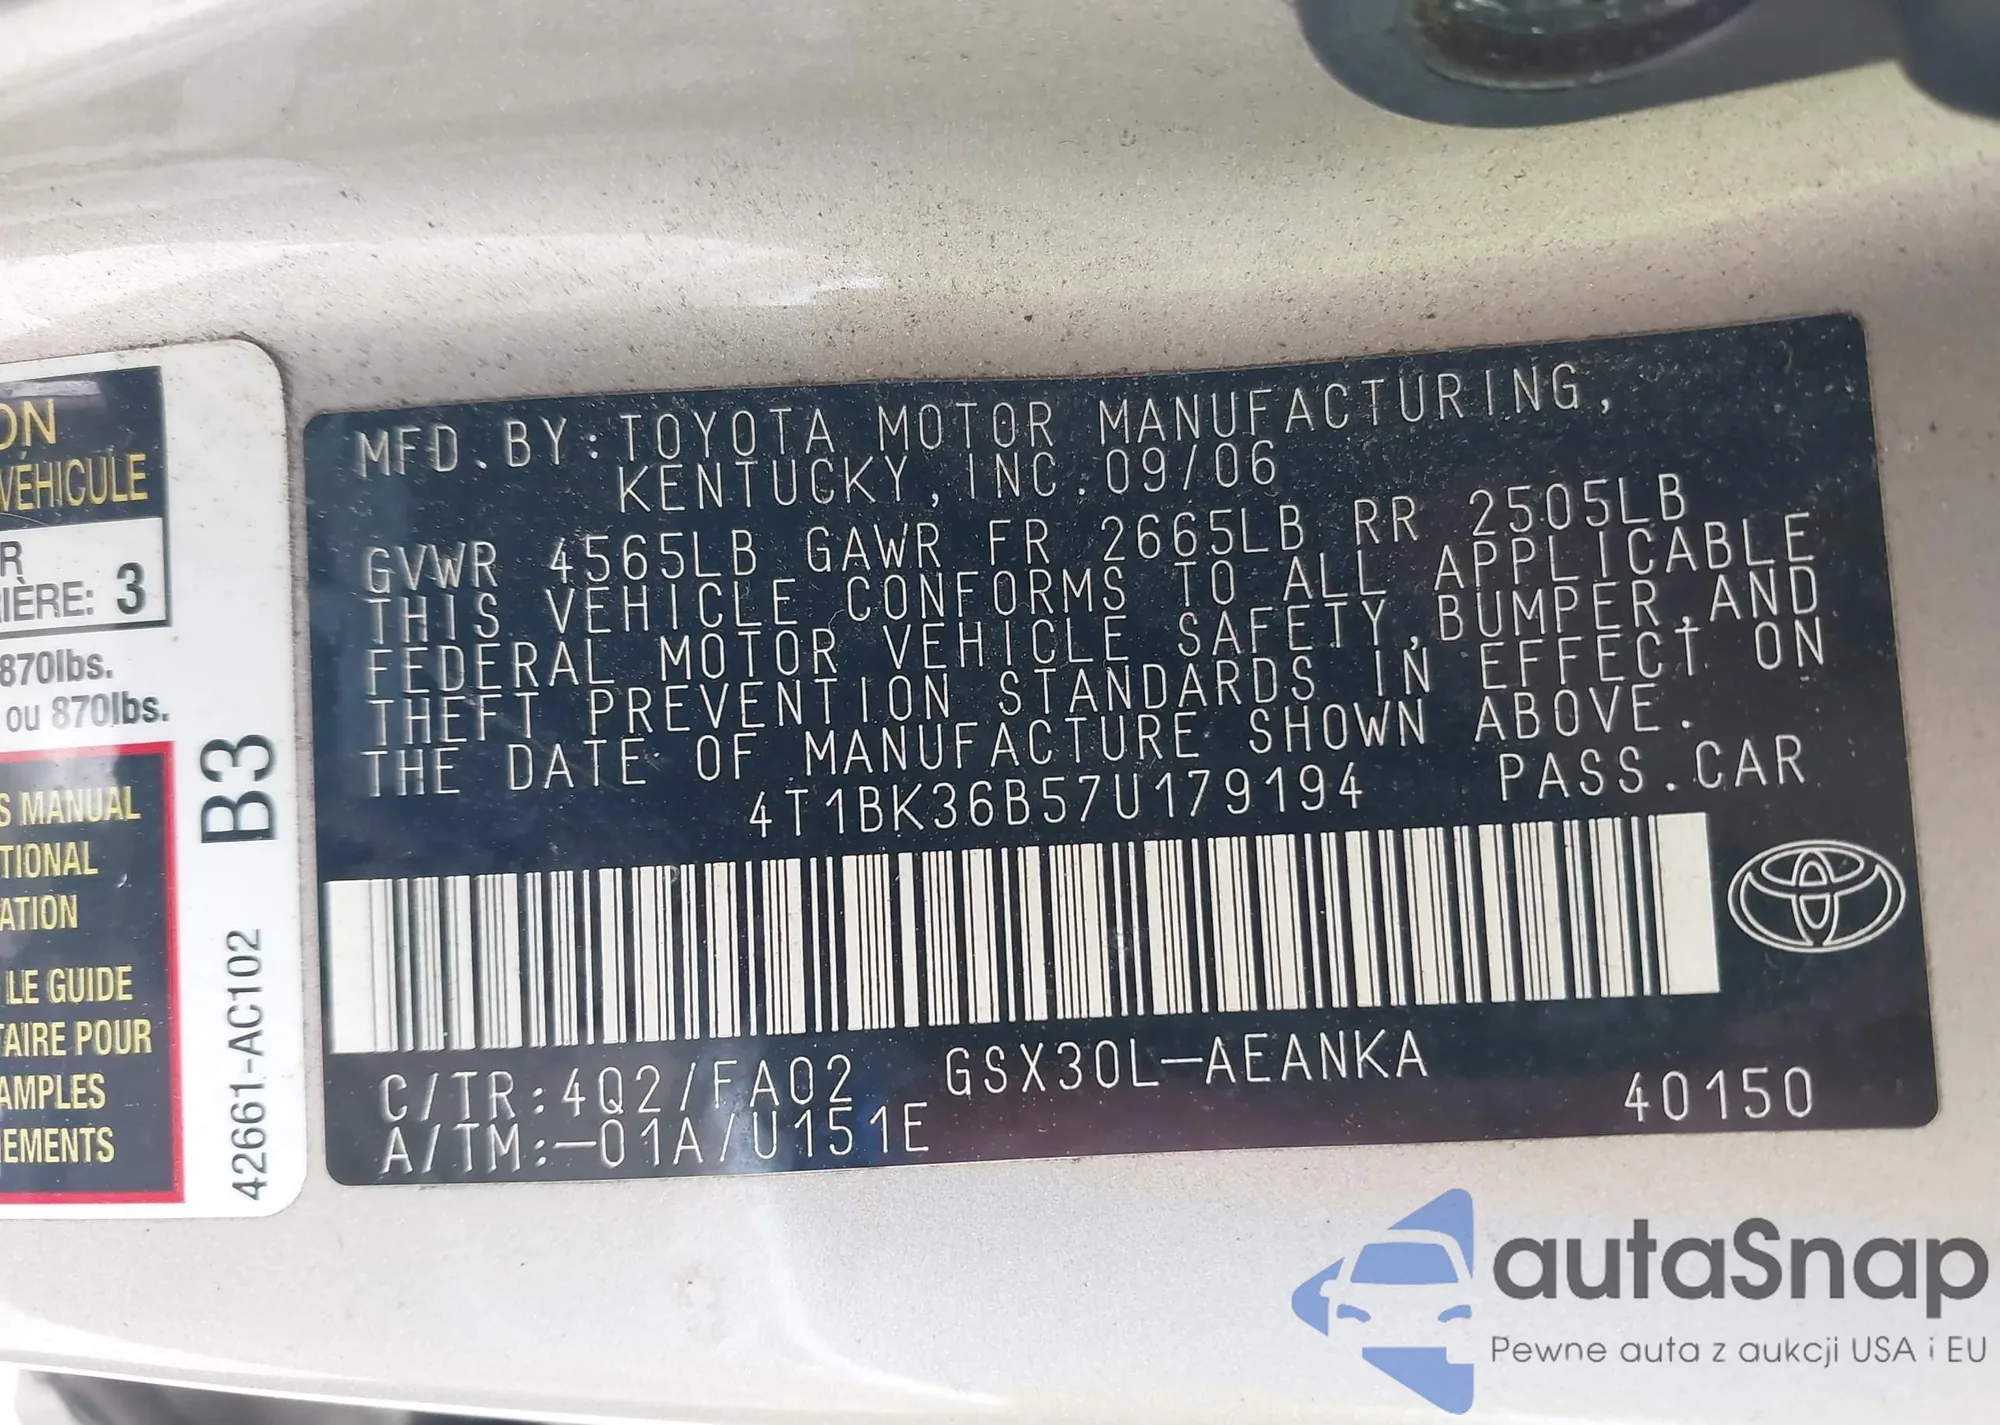 ON
VÉHICULE
R
IÈRE: 3
870lbs.
ou 870lbs.
S MANUAL
TIONAL
ATION
LE GUIDE
TAIRE POUR
AMPLES
NEMENTS
B3
42661-AC102
MFD.BY:TOYOTA MOTOR MANUFACTURING,
KENTUCKY,INC.09/06
GVWR 4565LB GAWR FR 2665LB RR 2505LB
THIS VEHICLE CONFORMS TO ALL APPLICABLE
FEDERAL MOTOR VEHICLE SAFETY,BUMPER,AND
THEFT PREVENTION STANDARDS IN EFFECT ON
THE DATE OF MANUFACTURE SHOWN ABOVE.
4T1BK36B57U179194 PASS.CAR
C/TR:4Q2/FA02 GSX30L-AEANKA
A/TM:-01A/U151E 40150
autaSnap
Pewne auta z aukcji USA i EU